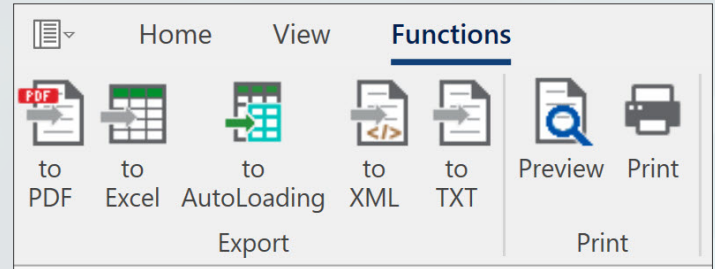 Home View Functions
PDF
</>
to PDF
to Excel
to AutoLoading
to XML
to TXT
Preview
Print
Export
Print